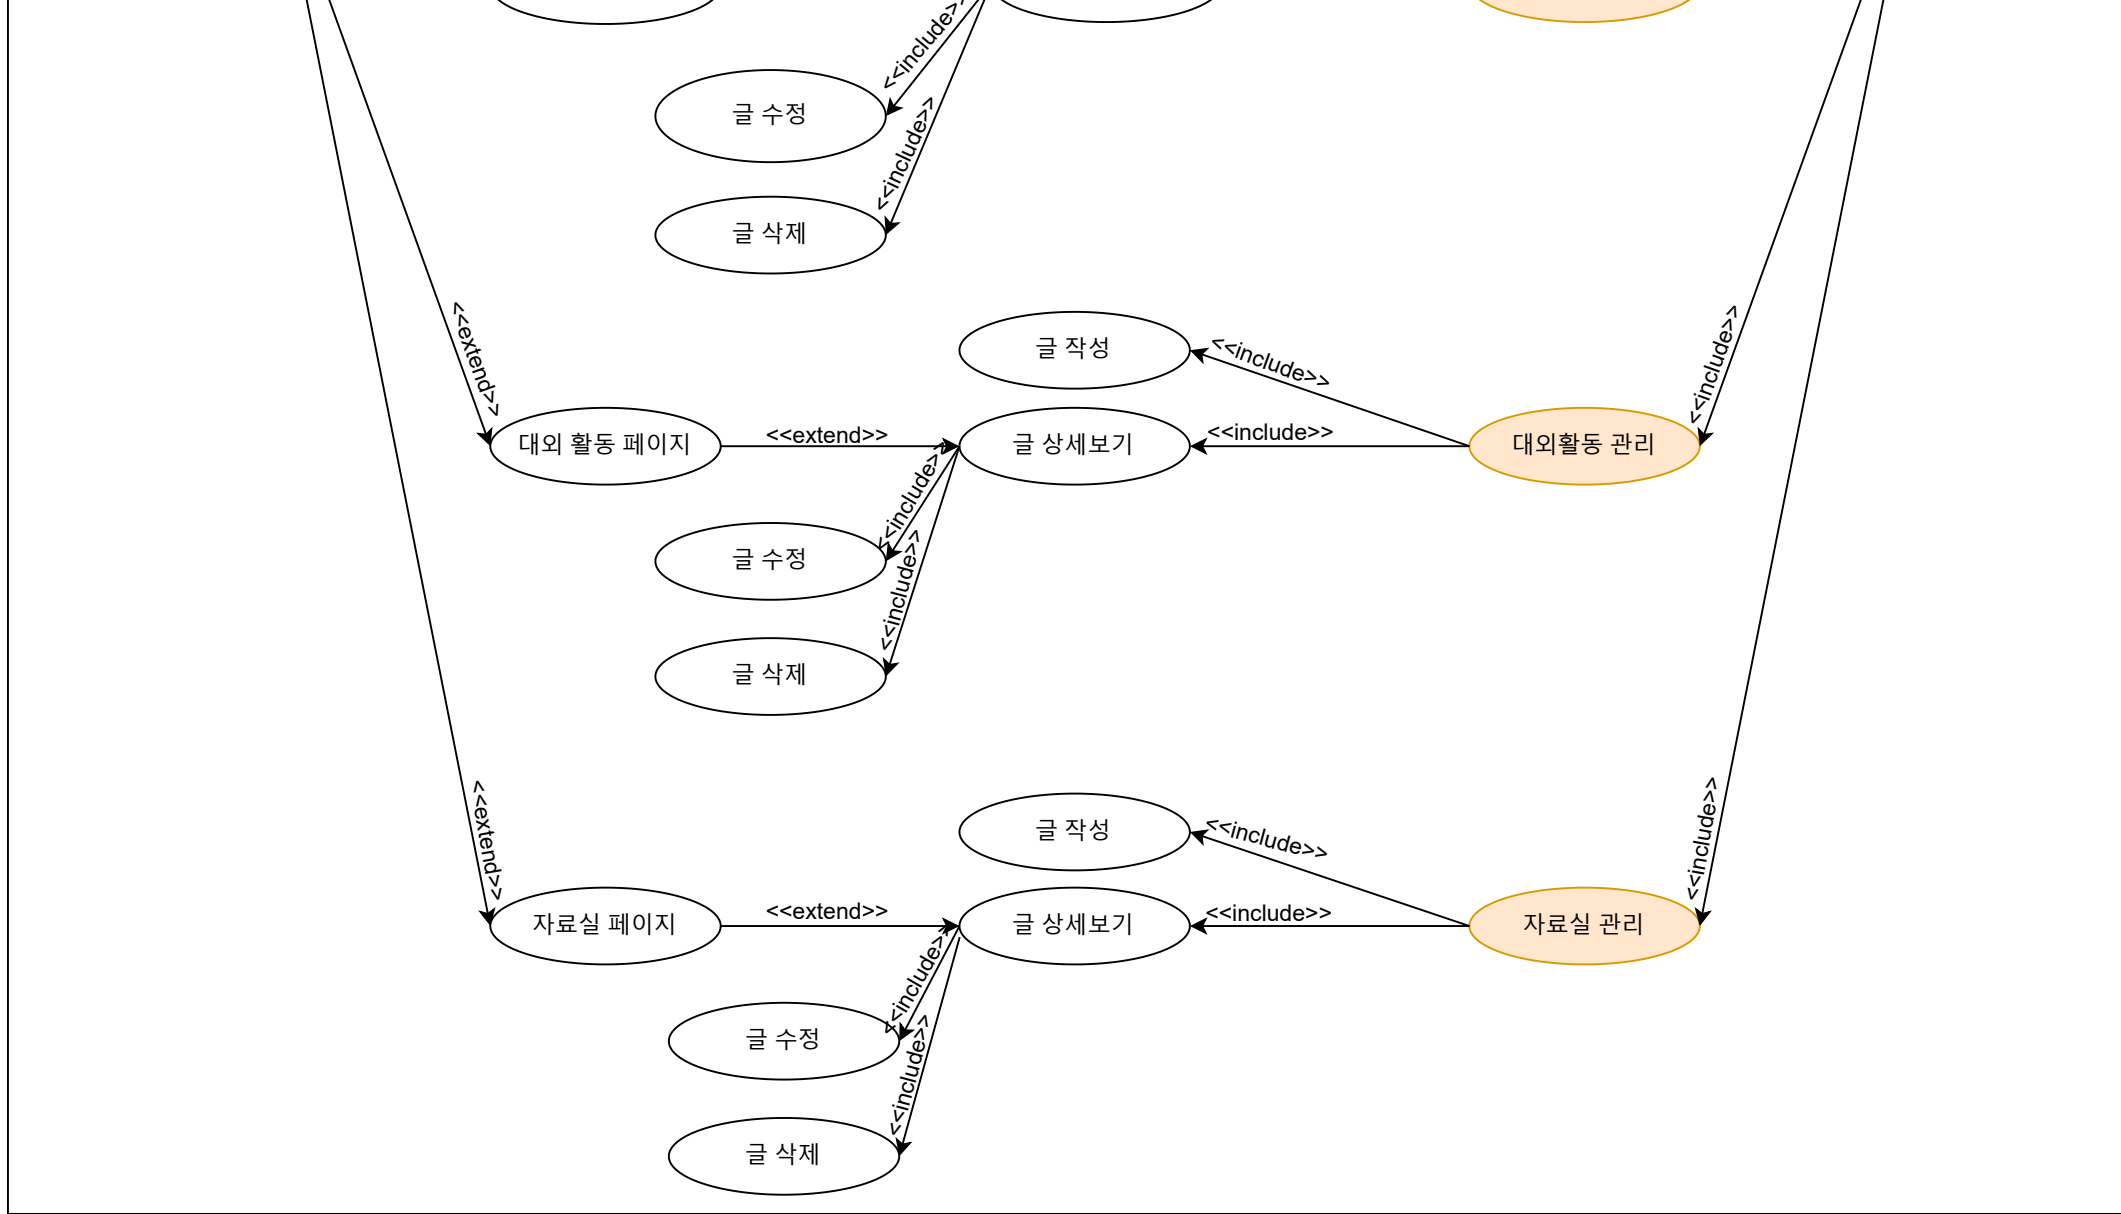 <<include>>
글 수정
<<include>>
글 삭제
<<extend>>
<<include>>
글 작성
<<include>>
대외 활동 페이지
<<extend>>
글 상세보기
<<include>>
대외활동 관리
<<include>>
글 수정
<<include>>
글 삭제
<<extend>>
<<include>>
글 작성
<<include>>
자료실 페이지
<<extend>>
글 상세보기
<<include>>
자료실 관리
<<include>>
글 수정
<<include>>
글 삭제